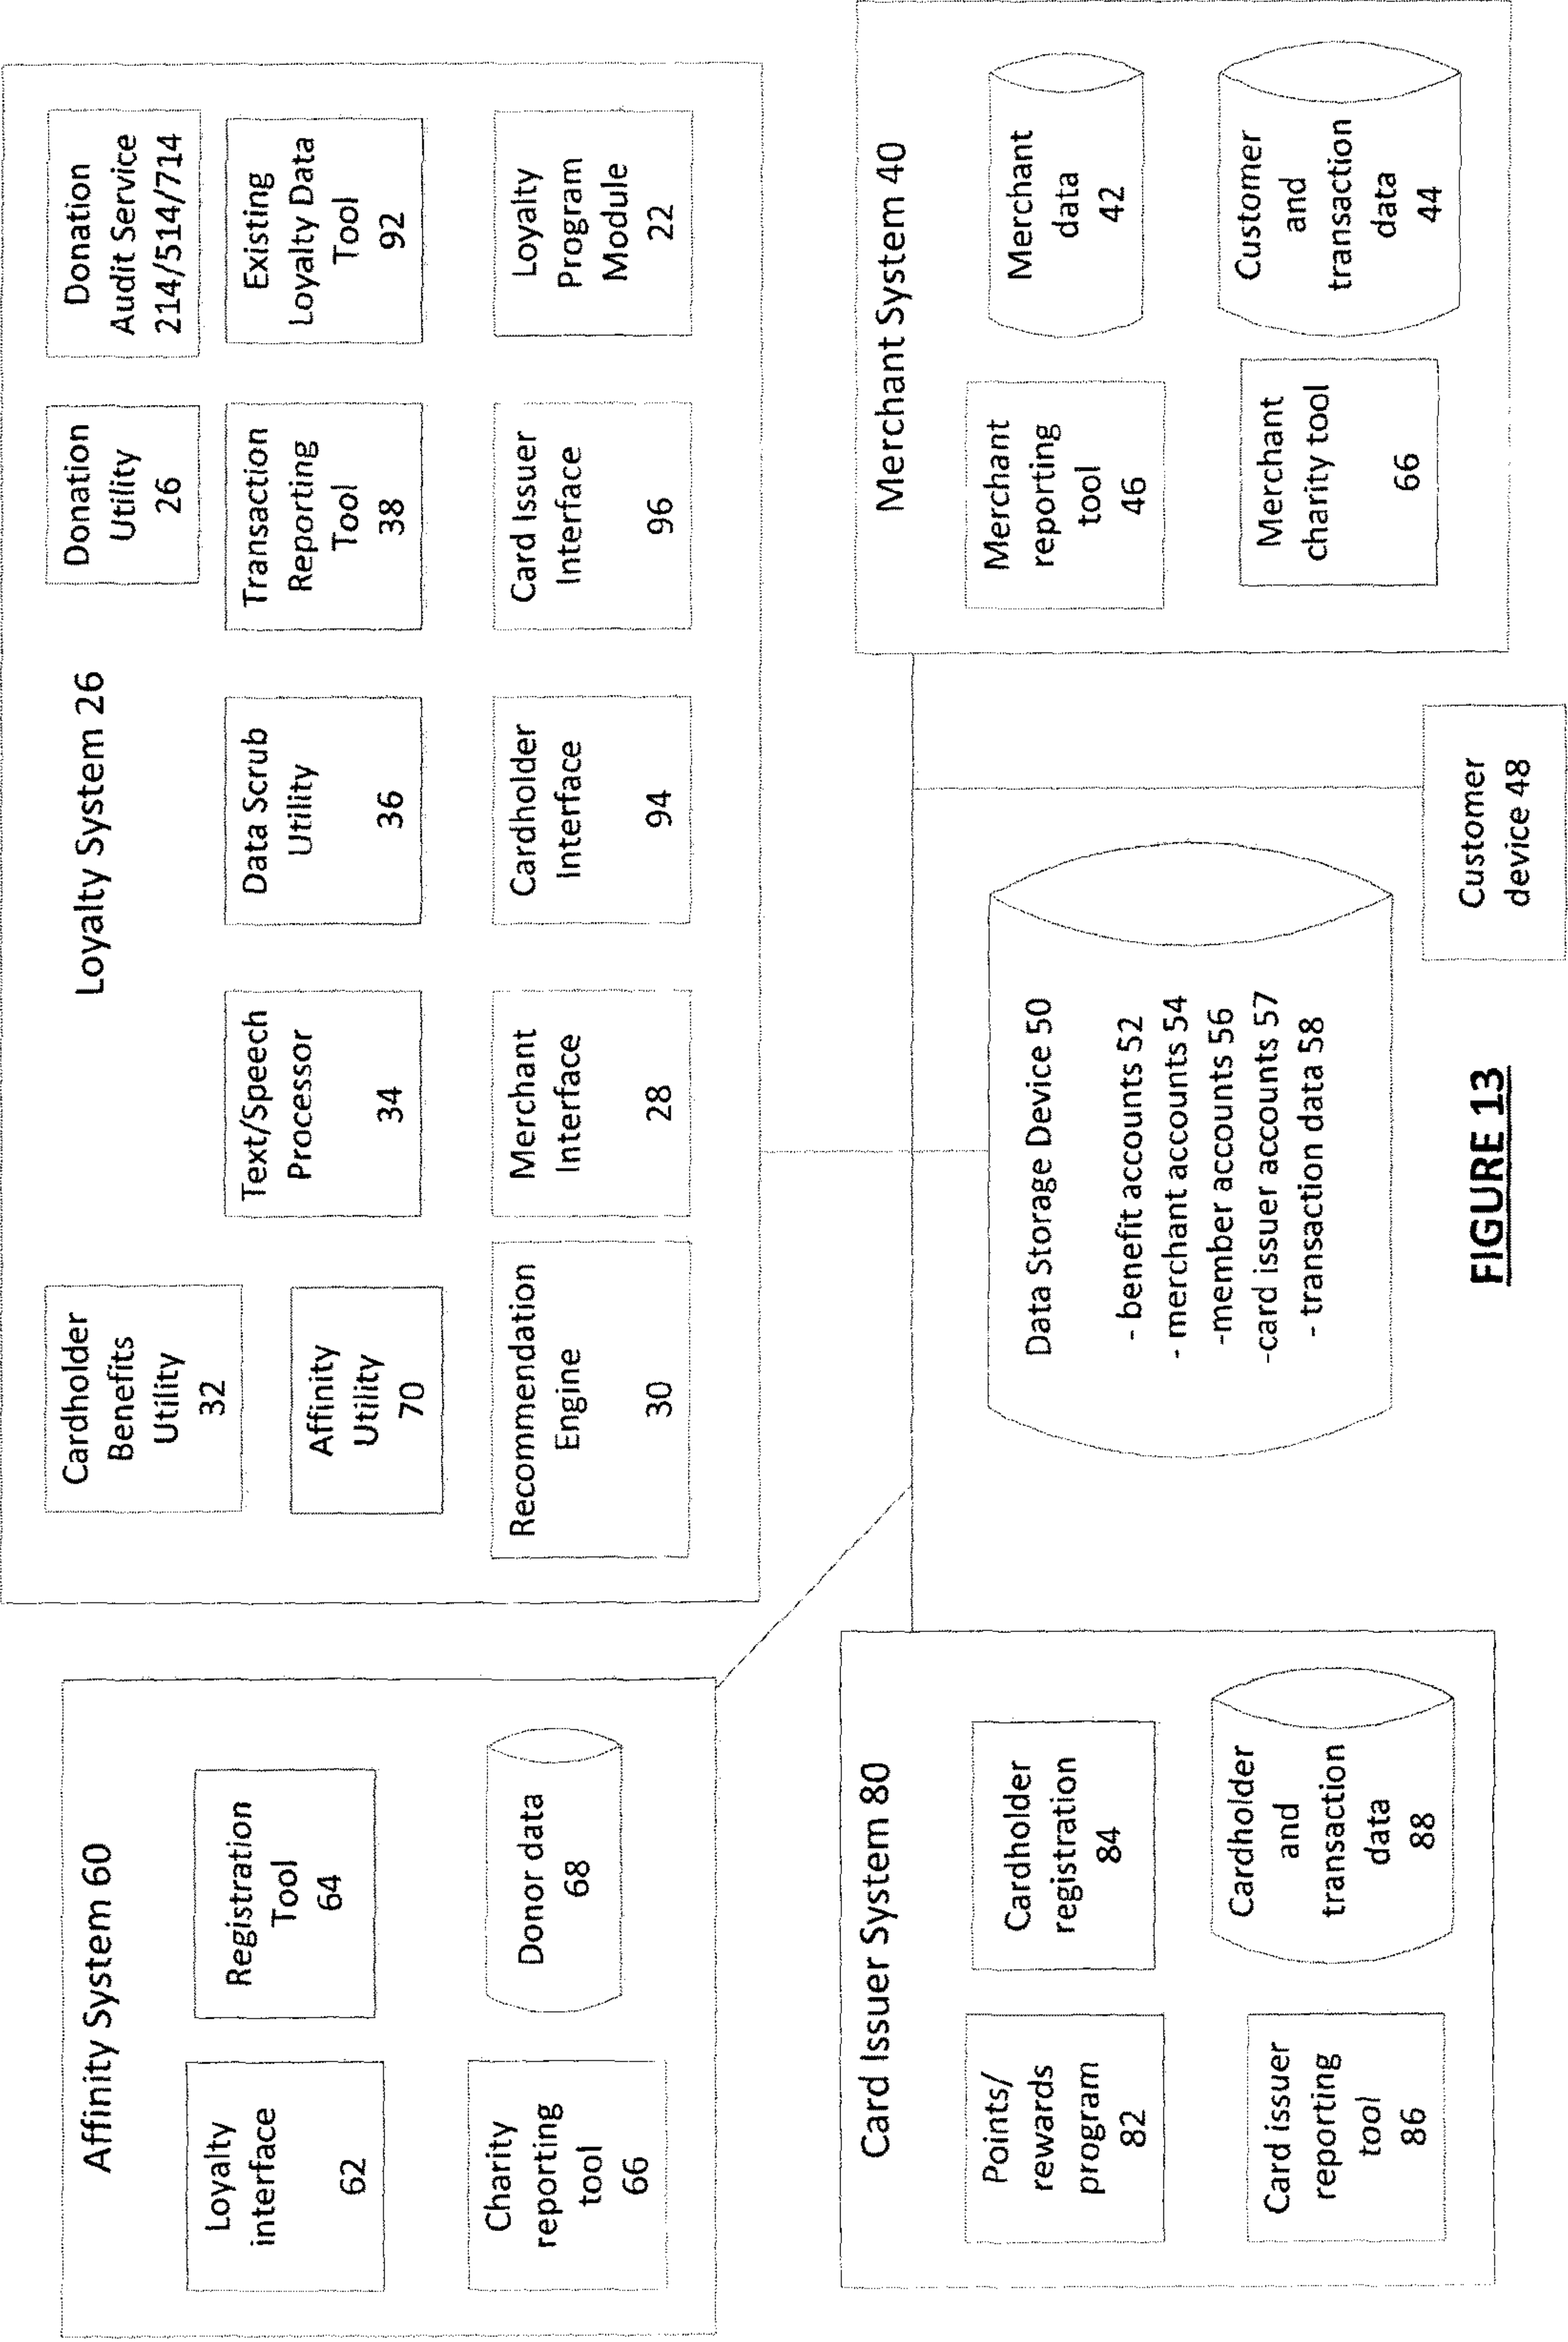 Affinity System 60
Loyalty
interface
62
Registration
Tool
64
Charity
reporting
tool
66
Donor data
68
Loyalty System 26
Cardholder
Benefits
Utility
32
Donation
Utility
26
Donation
Audit Service
214/514/714
Affinity
Utility
70
Text/Speech
Processor
34
Data Scrub
Utility
36
Transaction
Reporting
Tool
38
Existing
Loyalty Data
Tool
92
Recommendation
Engine
30
Merchant
Interface
28
Cardholder
Interface
94
Card Issuer
Interface
96
Loyalty
Program
Module
22
Card Issuer System 80
Points/
rewards
program
82
Cardholder
registration
84
Card issuer
reporting
tool
86
Cardholder
and
transaction
data
88
Data Storage Device 50
- benefit accounts 52
- merchant accounts 54
-member accounts 56
-card issuer accounts 57
- transaction data 58
Customer
device 48
Merchant System 40
Merchant
reporting
tool
46
Merchant
data
42
Merchant
charity tool
66
Customer
and
transaction
data
44
FIGURE 13